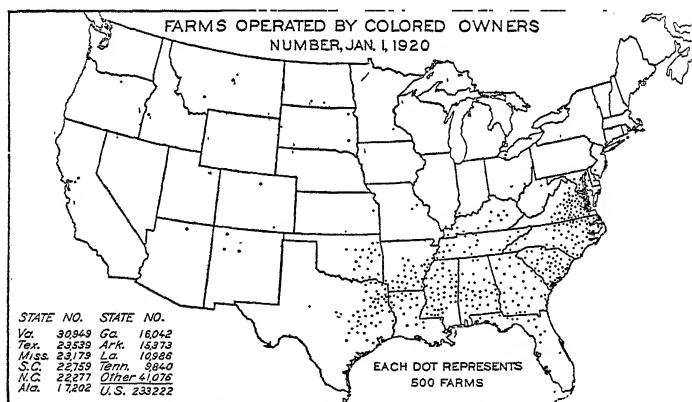 FARMS OPERATED BY COLORED OWNERS
NUMBER, JAN. 1, 1920
STATE NO. STATE NO.
Va. 30,949 Ga. 16,042
Tex. 23,539 Ark. 15,373
Miss. 23,179 La. 10,986
S.C. 22,759 Tenn. 9,840
N.C. 22,277 Other 41,076
Ala. 17,202 U.S. 233222
EACH DOT REPRESENTS
500 FARMS